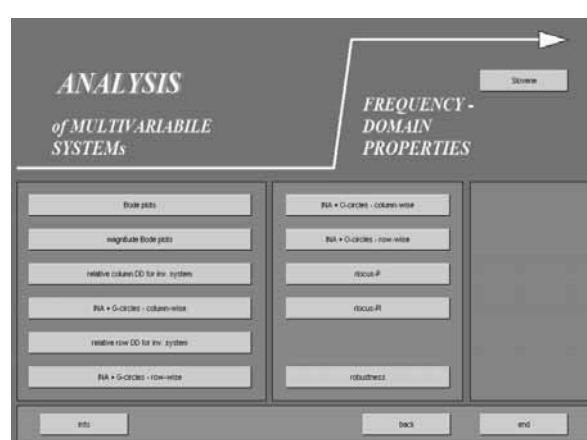 ANALYSIS
of MULTIVARIABILE
SYSTEMs
FREQUENCY -
DOMAIN
PROPERTIES
Slovene
Bode plots
magnitude Bode plots
relative column DD for inv. system
INA + G-circles - column-wise
relative row DD for inv. system
INA + G-circles - row-wise
INA + O-circles - column-wise
INA + O-circles - row-wise
rlocus-P
rlocus-PI
robustness
info
back
end